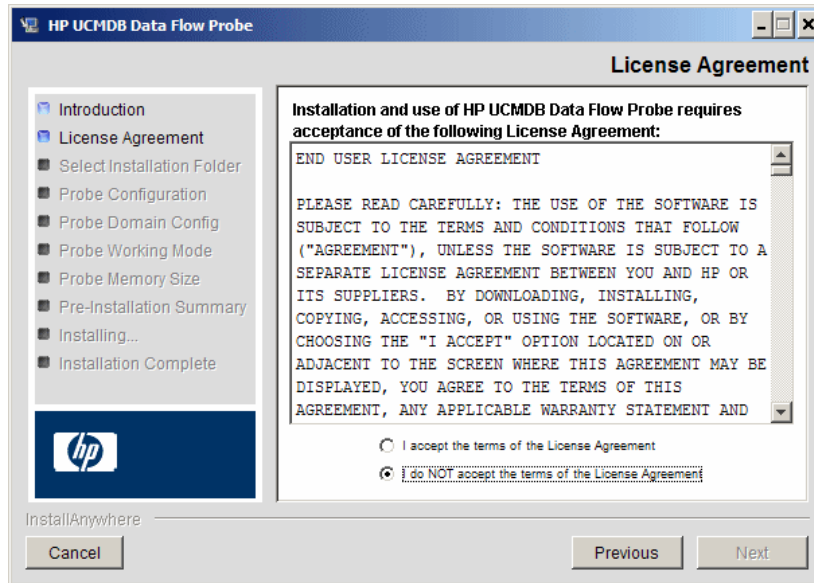 HP UCMDB Data Flow Probe
License Agreement
Introduction
License Agreement
Select Installation Folder
Probe Configuration
Probe Domain Config
Probe Working Mode
Probe Memory Size
Pre-Installation Summary
Installing...
Installation Complete
hp
Installation and use of HP UCMDB Data Flow Probe requires
acceptance of the following License Agreement:
END USER LICENSE AGREEMENT
PLEASE READ CAREFULLY: THE USE OF THE SOFTWARE IS
SUBJECT TO THE TERMS AND CONDITIONS THAT FOLLOW
("AGREEMENT"), UNLESS THE SOFTWARE IS SUBJECT TO A
SEPARATE LICENSE AGREEMENT BETWEEN YOU AND HP OR
ITS SUPPLIERS.  BY DOWNLOADING, INSTALLING,
COPYING, ACCESSING, OR USING THE SOFTWARE, OR BY
CHOOSING THE "I ACCEPT" OPTION LOCATED ON OR
ADJACENT TO THE SCREEN WHERE THIS AGREEMENT MAY BE
DISPLAYED, YOU AGREE TO THE TERMS OF THIS
AGREEMENT, ANY APPLICABLE WARRANTY STATEMENT AND
I accept the terms of the License Agreement
I do NOT accept the terms of the License Agreement
InstallAnywhere
Cancel
Previous
Next